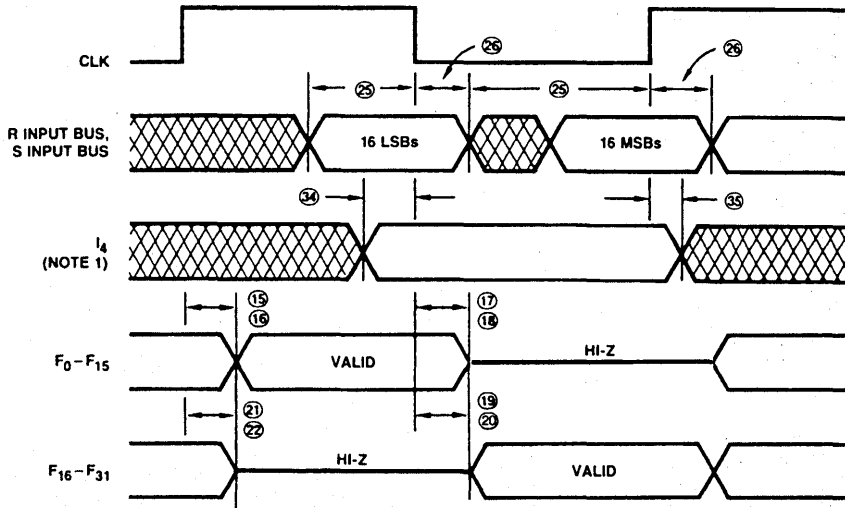 CLK
㉖
㉖
㉕
㉕
R INPUT BUS,
S INPUT BUS
16 LSBs
16 MSBs
㉞
㉟
I4
(NOTE 1)
⑮
⑯
⑰
⑱
F0–F15
VALID
HI-Z
㉑
㉒
⑲
⑳
F16–F31
HI-Z
VALID